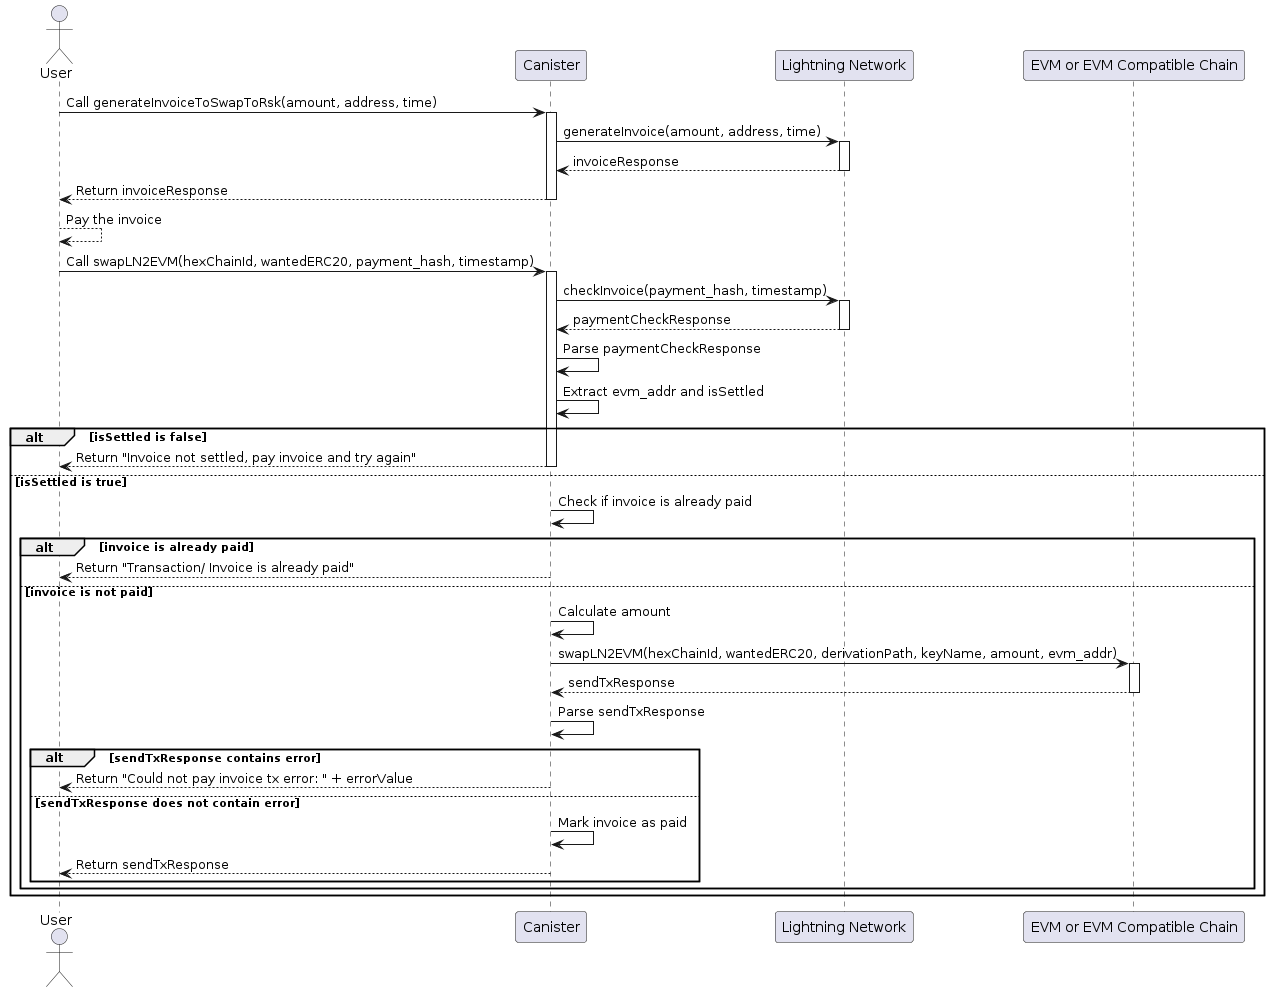 User
Canister
Lightning Network
EVM or EVM Compatible Chain
Call generateInvoiceToSwapToRsk(amount, address, time)
generateInvoice(amount, address, time)
invoiceResponse
Return invoiceResponse
Pay the invoice
Call swapLN2EVM(hexChainId, wantedERC20, payment_hash, timestamp)
checkInvoice(payment_hash, timestamp)
paymentCheckResponse
Parse paymentCheckResponse
Extract evm_addr and isSettled
alt [isSettled is false]
Return "Invoice not settled, pay invoice and try again"
[isSettled is true]
Check if invoice is already paid
alt [invoice is already paid]
Return "Transaction/ Invoice is already paid"
[invoice is not paid]
Calculate amount
swapLN2EVM(hexChainId, wantedERC20, derivationPath, keyName, amount, evm_addr)
sendTxResponse
Parse sendTxResponse
alt [sendTxResponse contains error]
Return "Could not pay invoice tx error: " + errorValue
[sendTxResponse does not contain error]
Mark invoice as paid
Return sendTxResponse
User
Canister
Lightning Network
EVM or EVM Compatible Chain